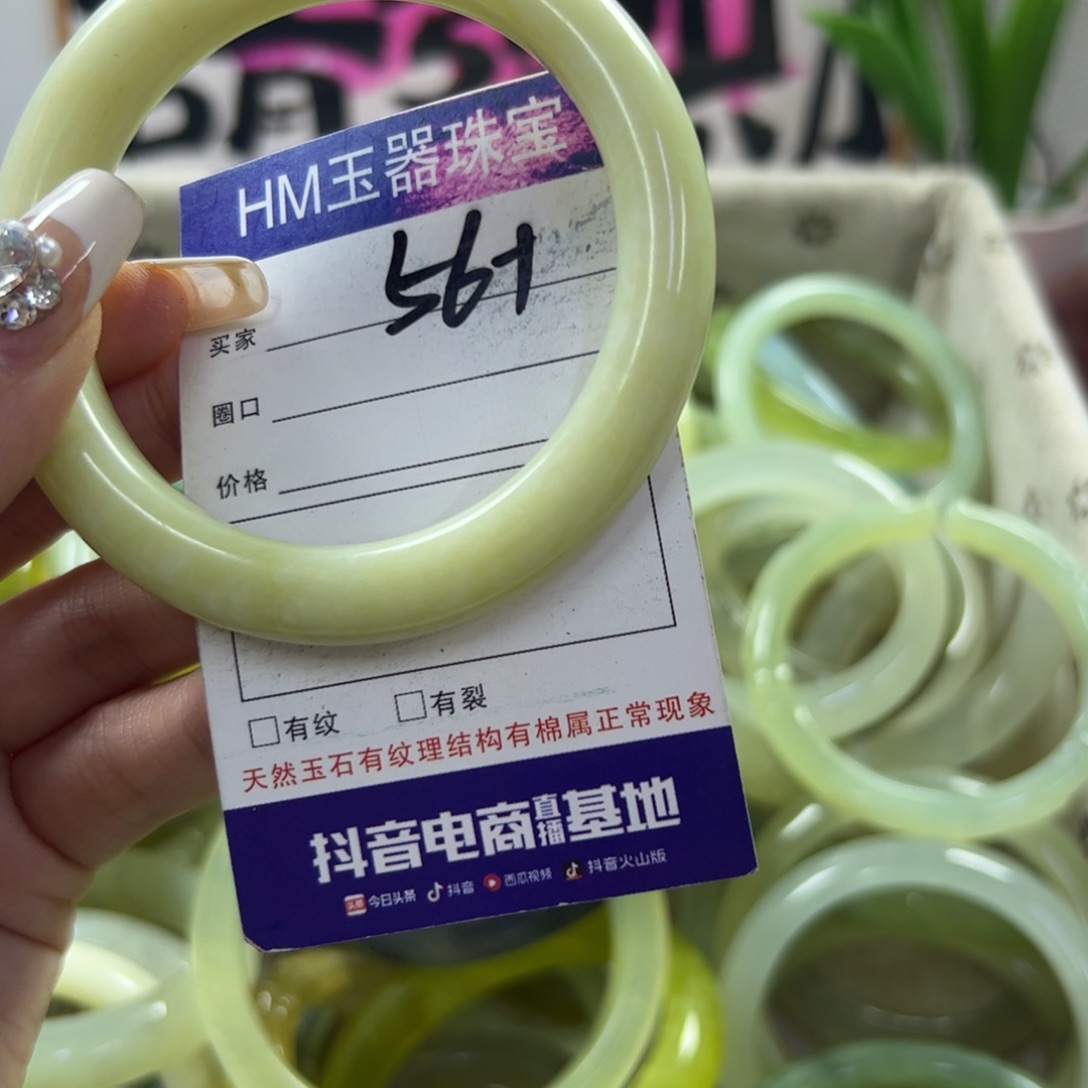 HM玉器珠宝
561
买家
圈口
价格
有纹 有裂
天然玉石有纹理结构有棉属正常现象
抖音电商直播基地
头条 今日头条 抖音 西瓜视频 抖音火山版